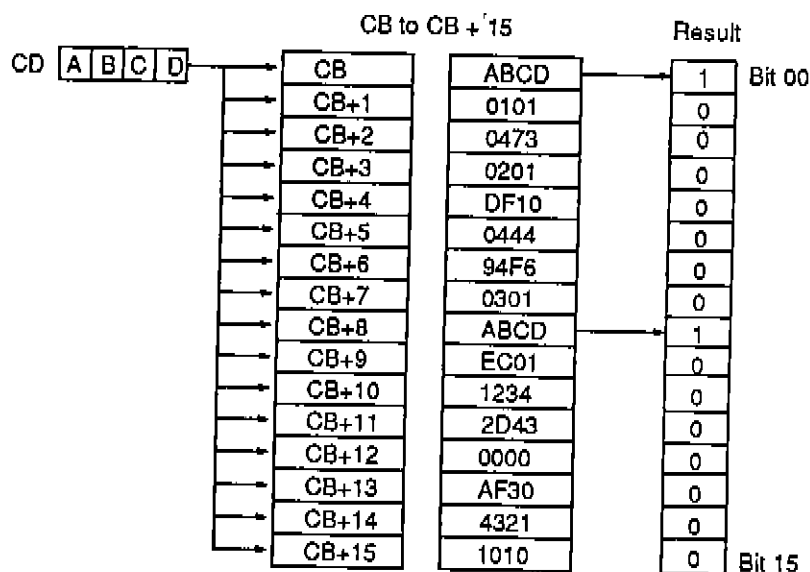 CB to CB + 15
Result
CD A B C D
CB ABCD 1 Bit 00
CB+1 0101 0
CB+2 0473 0
CB+3 0201 0
CB+4 DF10 0
CB+5 0444 0
CB+6 94F6 0
CB+7 0301 0
CB+8 ABCD 1
CB+9 EC01 0
CB+10 1234 0
CB+11 2D43 0
CB+12 0000 0
CB+13 AF30 0
CB+14 4321 0
CB+15 1010 0 Bit 15